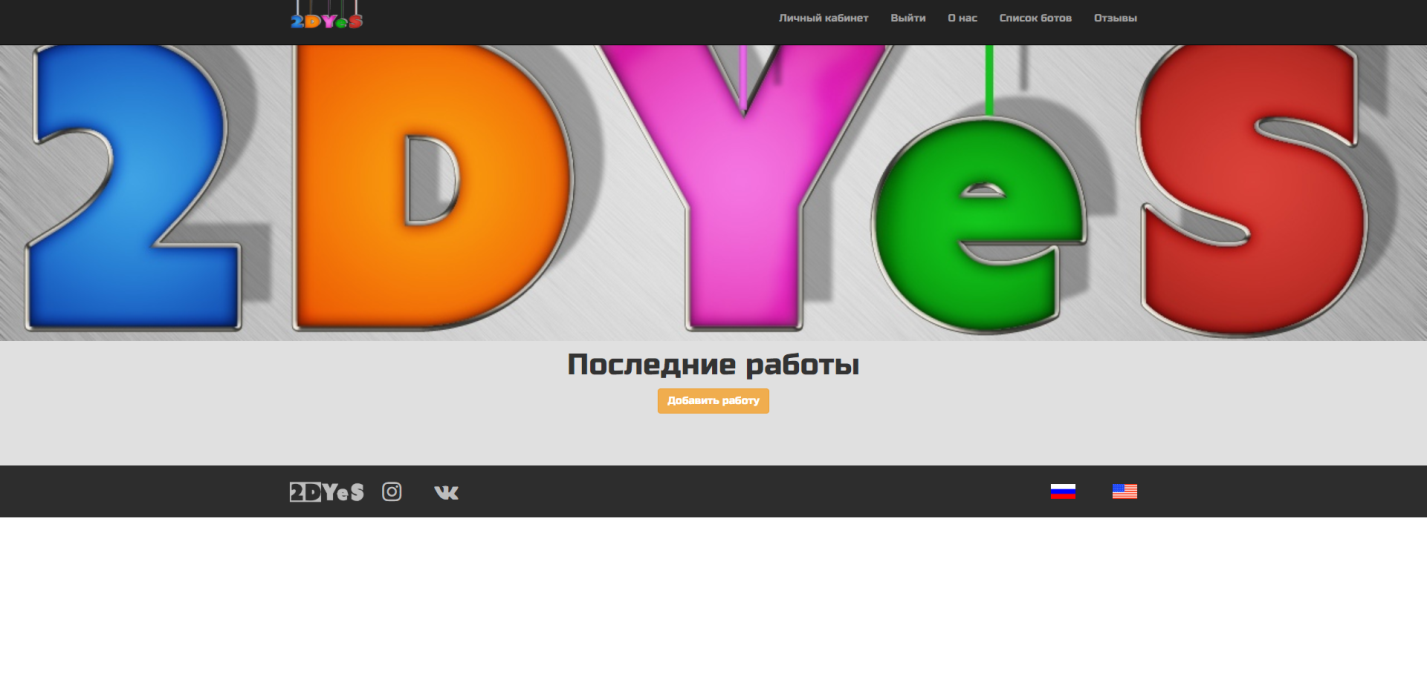 2DYeS
Личный кабинет Выйти О нас Список ботов Отзывы
2DYeS
Последние работы
Добавить работу
2DYeS